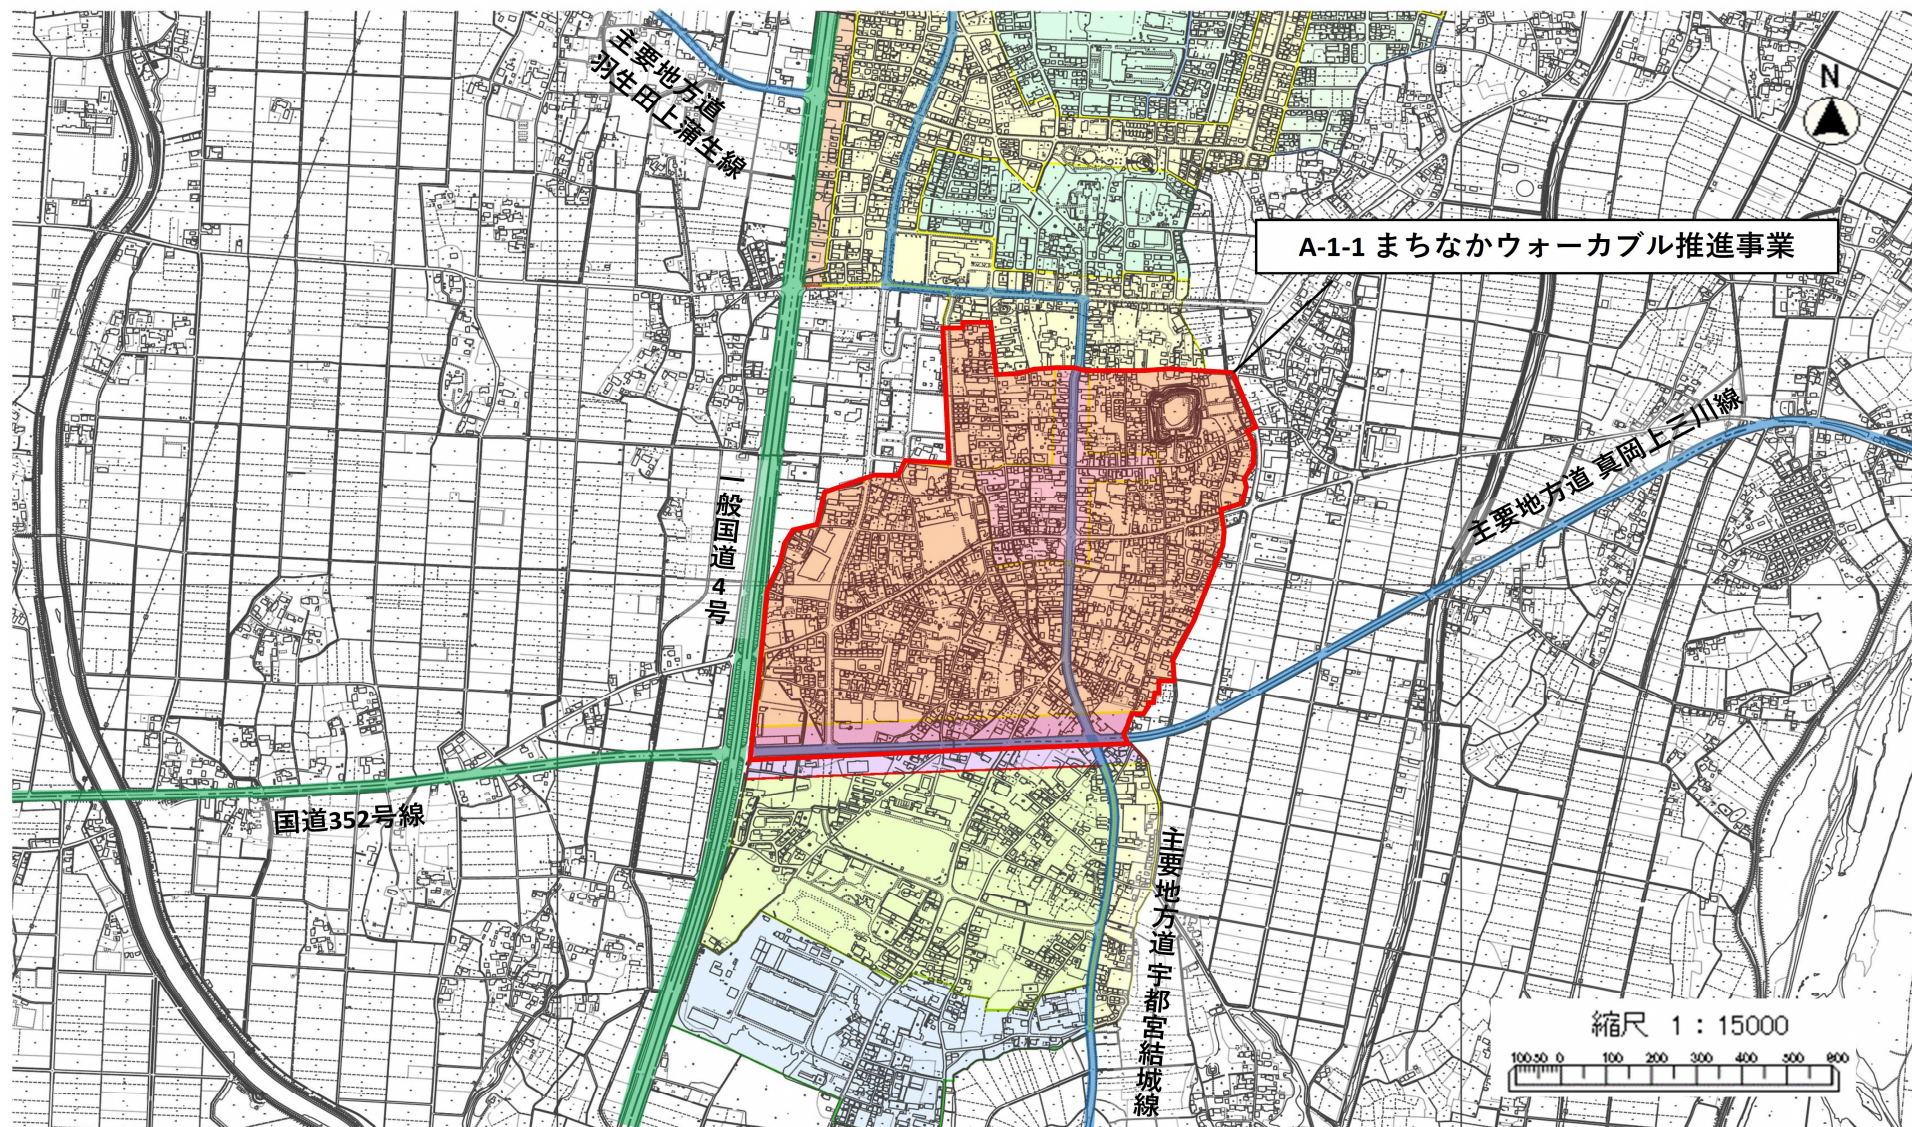 主要地方道
羽生田上蒲生線
N
A-1-1 まちなかウォーカブル推進事業
主要地方道 真岡上三川線
一般国道4号
国道352号線
主要地方道 宇都宮結城線
縮尺 1:15000
100 50 0 100 200 300 400 500 600